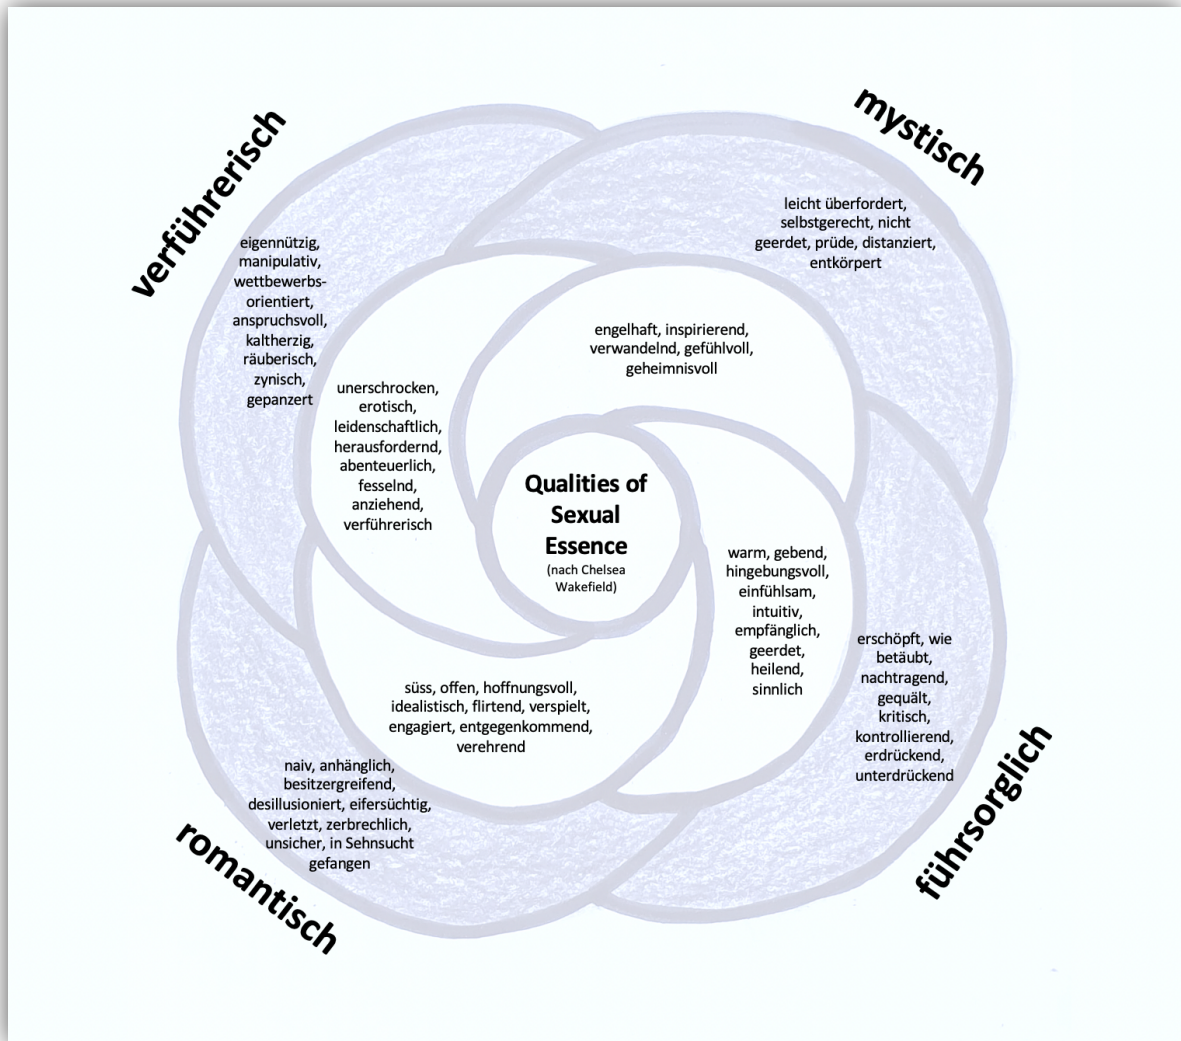 verführerisch
mystisch
leicht überfordert,
selbstgerecht, nicht
geerdet, prüde, distanziert,
entkörpert
eigennützig,
manipulativ,
wettbewerbs-
orientiert,
anspruchsvoll,
kaltherzig,
räuberisch,
zynisch,
gepanzert
engelhaft, inspirierend,
verwandelnd, gefühlvoll,
geheimnisvoll
unerschrocken,
erotisch,
leidenschaftlich,
herausfordernd,
abenteuerlich,
fesselnd,
anziehend,
verführerisch
Qualities of
Sexual
Essence
(nach Chelsea
Wakefield)
warm, gebend,
hingebungsvoll,
einfühlsam,
intuitiv,
empfänglich,
geerdet,
heilend,
sinnlich
erschöpft, wie
betäubt,
nachtragend,
gequält,
kritisch,
kontrollierend,
erdrückend,
unterdrückend
süss, offen, hoffnungsvoll,
idealistisch, flirtend, verspielt,
engagiert, entgegenkommend,
verehrend
naiv, anhänglich,
besitzergreifend,
desillusioniert, eifersüchtig,
verletzt, zerbrechlich,
unsicher, in Sehnsucht
gefangen
romantisch
führsorglich